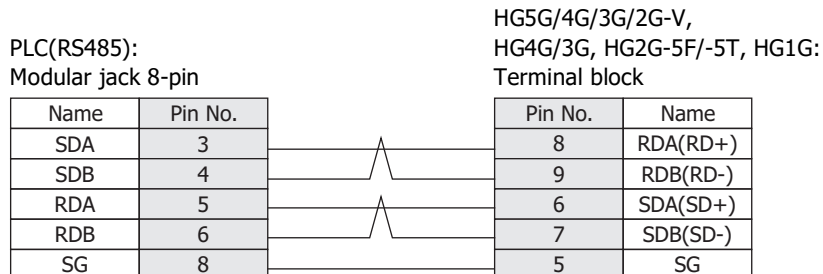 HG5G/4G/3G/2G-V,
PLC(RS485): HG4G/3G, HG2G-5F/-5T, HG1G:
Modular jack 8-pin Terminal block
Name Pin No. Pin No. Name
SDA 3 8 RDA(RD+)
SDB 4 9 RDB(RD-)
RDA 5 6 SDA(SD+)
RDB 6 7 SDB(SD-)
SG 8 5 SG